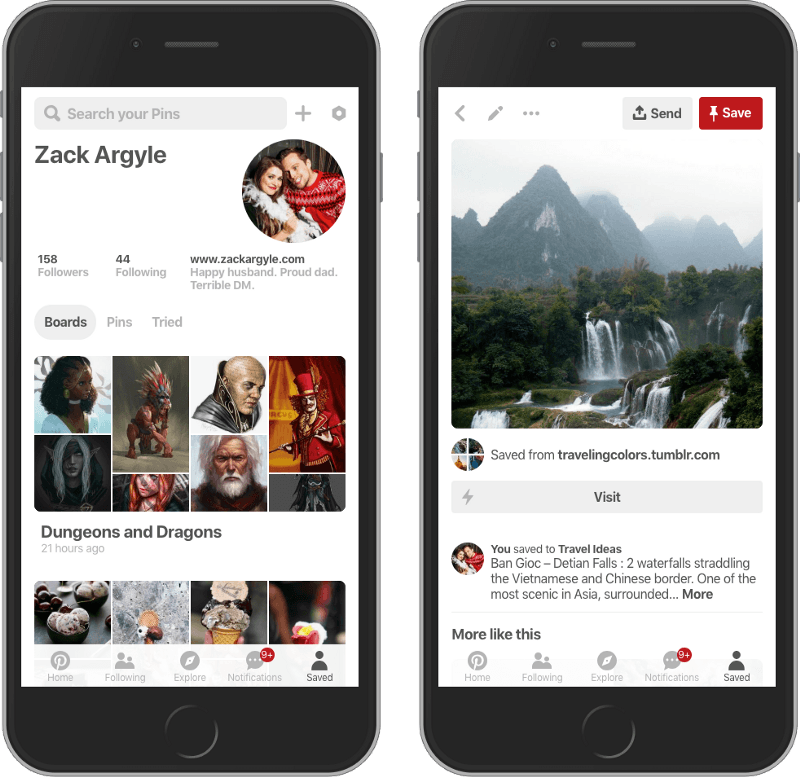 Search your Pins
Zack Argyle
158
Followers
44
Following
www.zackargyle.com
Happy husband. Proud dad.
Terrible DM.
Boards
Pins
Tried
Dungeons and Dragons
21 hours ago
Home
Following
Explore
9+
Notifications
Saved
Send
Save
Saved from travelingcolors.tumblr.com
Visit
You saved to Travel Ideas
Ban Gioc – Detian Falls : 2 waterfalls straddling
the Vietnamese and Chinese border. One of the
most scenic in Asia, surrounded... More
More like this
Home
Following
Explore
9+
Notifications
Saved